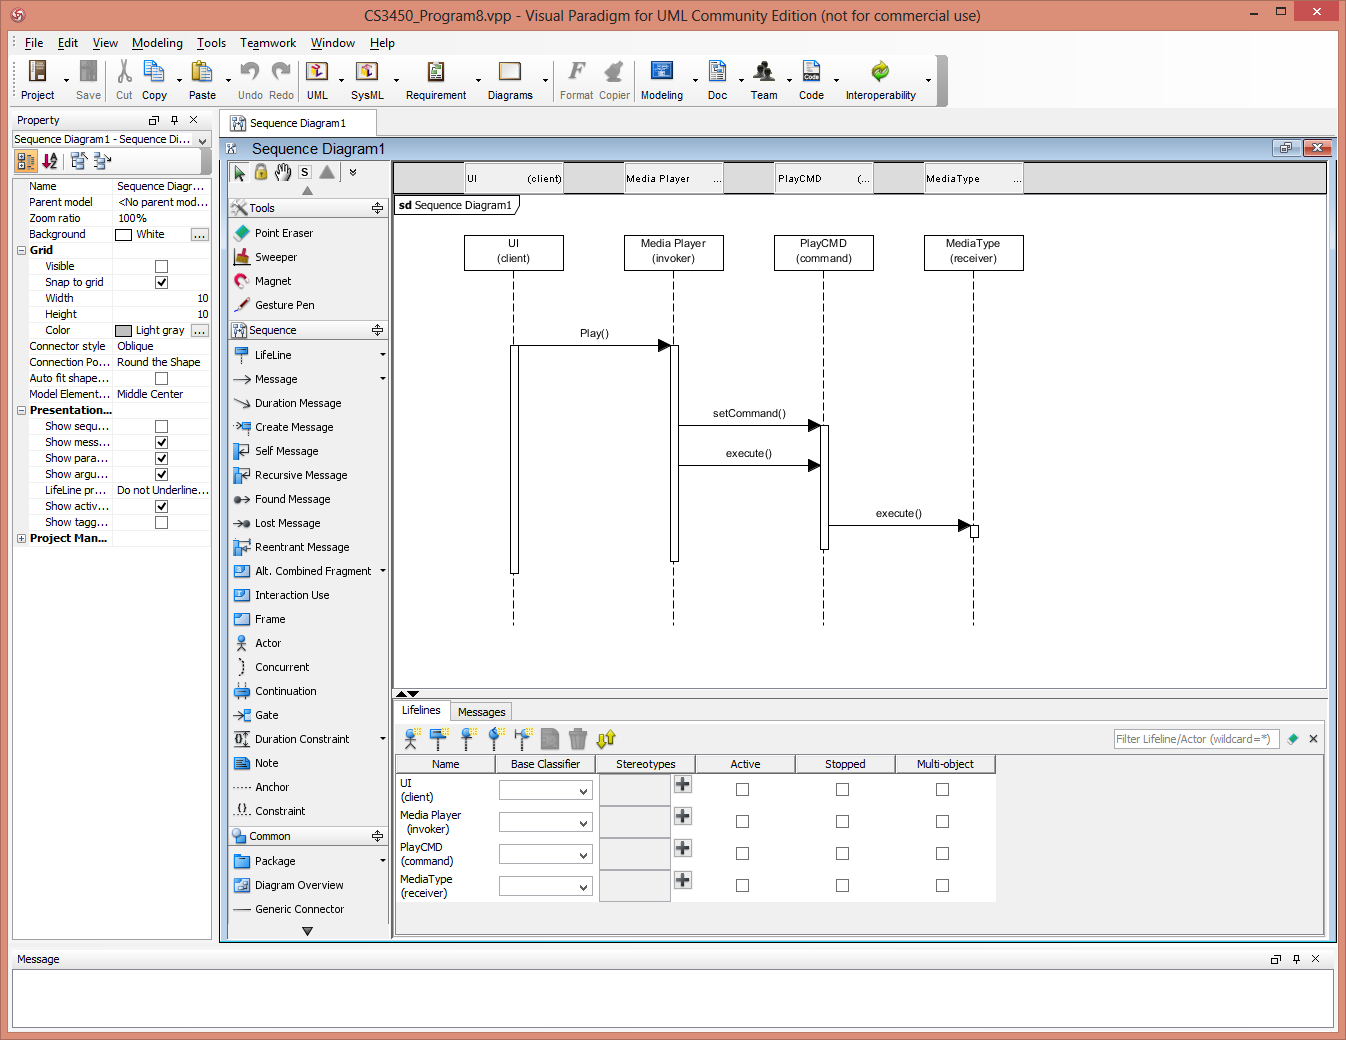 CS3450_Program8.vpp - Visual Paradigm for UML Community Edition (not for commercial use)
File Edit View Modeling Tools Teamwork Window Help
Project Save Cut Copy Paste Undo Redo UML SysML Requirement Diagrams Format Copier Modeling Doc Team Code Interoperability
Property
Sequence Diagram1 - Sequence Di...
Name Sequence Diagr...
Parent model <No parent mod...
Zoom ratio 100%
Background White ...
Grid
Visible
Snap to grid
Width 10
Height 10
Color Light gray ...
Connector style Oblique
Connection Po... Round the Shape
Auto fit shape...
Model Element... Middle Center
Presentation...
Show sequ...
Show mess...
Show para...
Show argu...
LifeLine pr... Do not Underline...
Show activ...
Show tagg...
Project Man...
Sequence Diagram1
Sequence Diagram1
S
Tools
Point Eraser
Sweeper
Magnet
Gesture Pen
Sequence
LifeLine
Message
Duration Message
Create Message
Self Message
Recursive Message
Found Message
Lost Message
Reentrant Message
Alt. Combined Fragment
Interaction Use
Frame
Actor
Concurrent
Continuation
Gate
Duration Constraint
Note
Anchor
Constraint
Common
Package
Diagram Overview
Generic Connector
UI (client) Media Player ... PlayCMD (... MediaType ...
sd Sequence Diagram1
UI
(client)
Media Player
(invoker)
PlayCMD
(command)
MediaType
(receiver)
Play()
setCommand()
execute()
execute()
Lifelines Messages
Filter Lifeline/Actor (wildcard=*)
Name Base Classifier Stereotypes Active Stopped Multi-object
UI
(client)
Media Player
(invoker)
PlayCMD
(command)
MediaType
(receiver)
Message